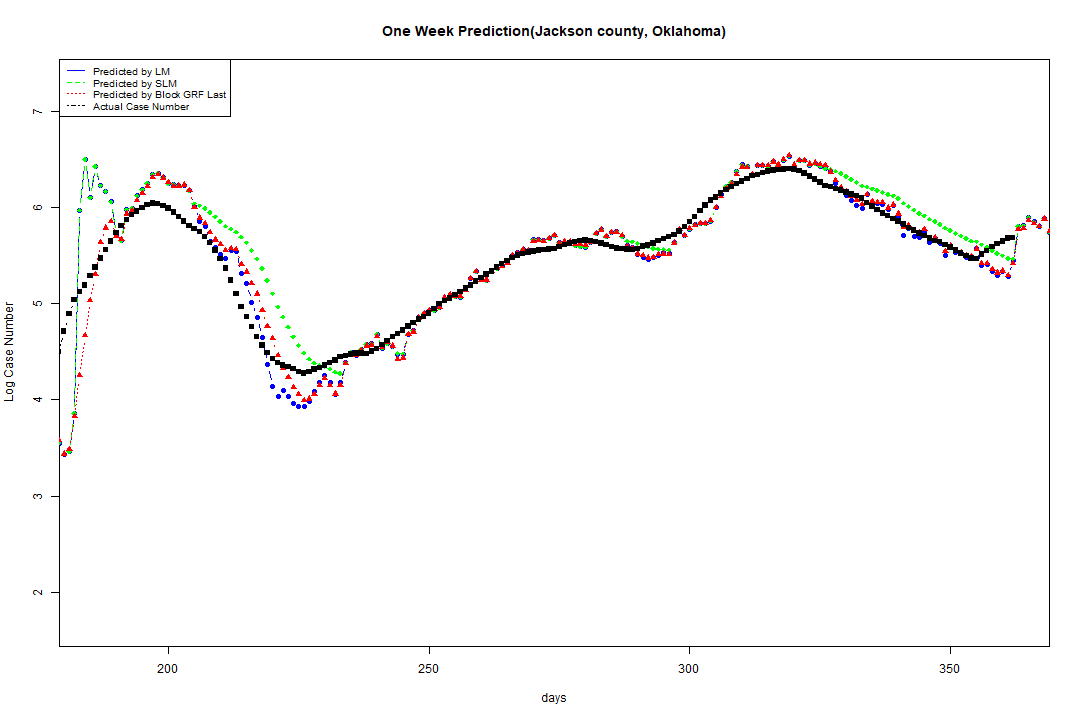 One Week Prediction(Jackson county, Oklahoma)
Predicted by LM
Predicted by SLM
Predicted by Block GRF Last
Actual Case Number
7
6
5
4
3
2
Log Case Number
200 250 300 350
days